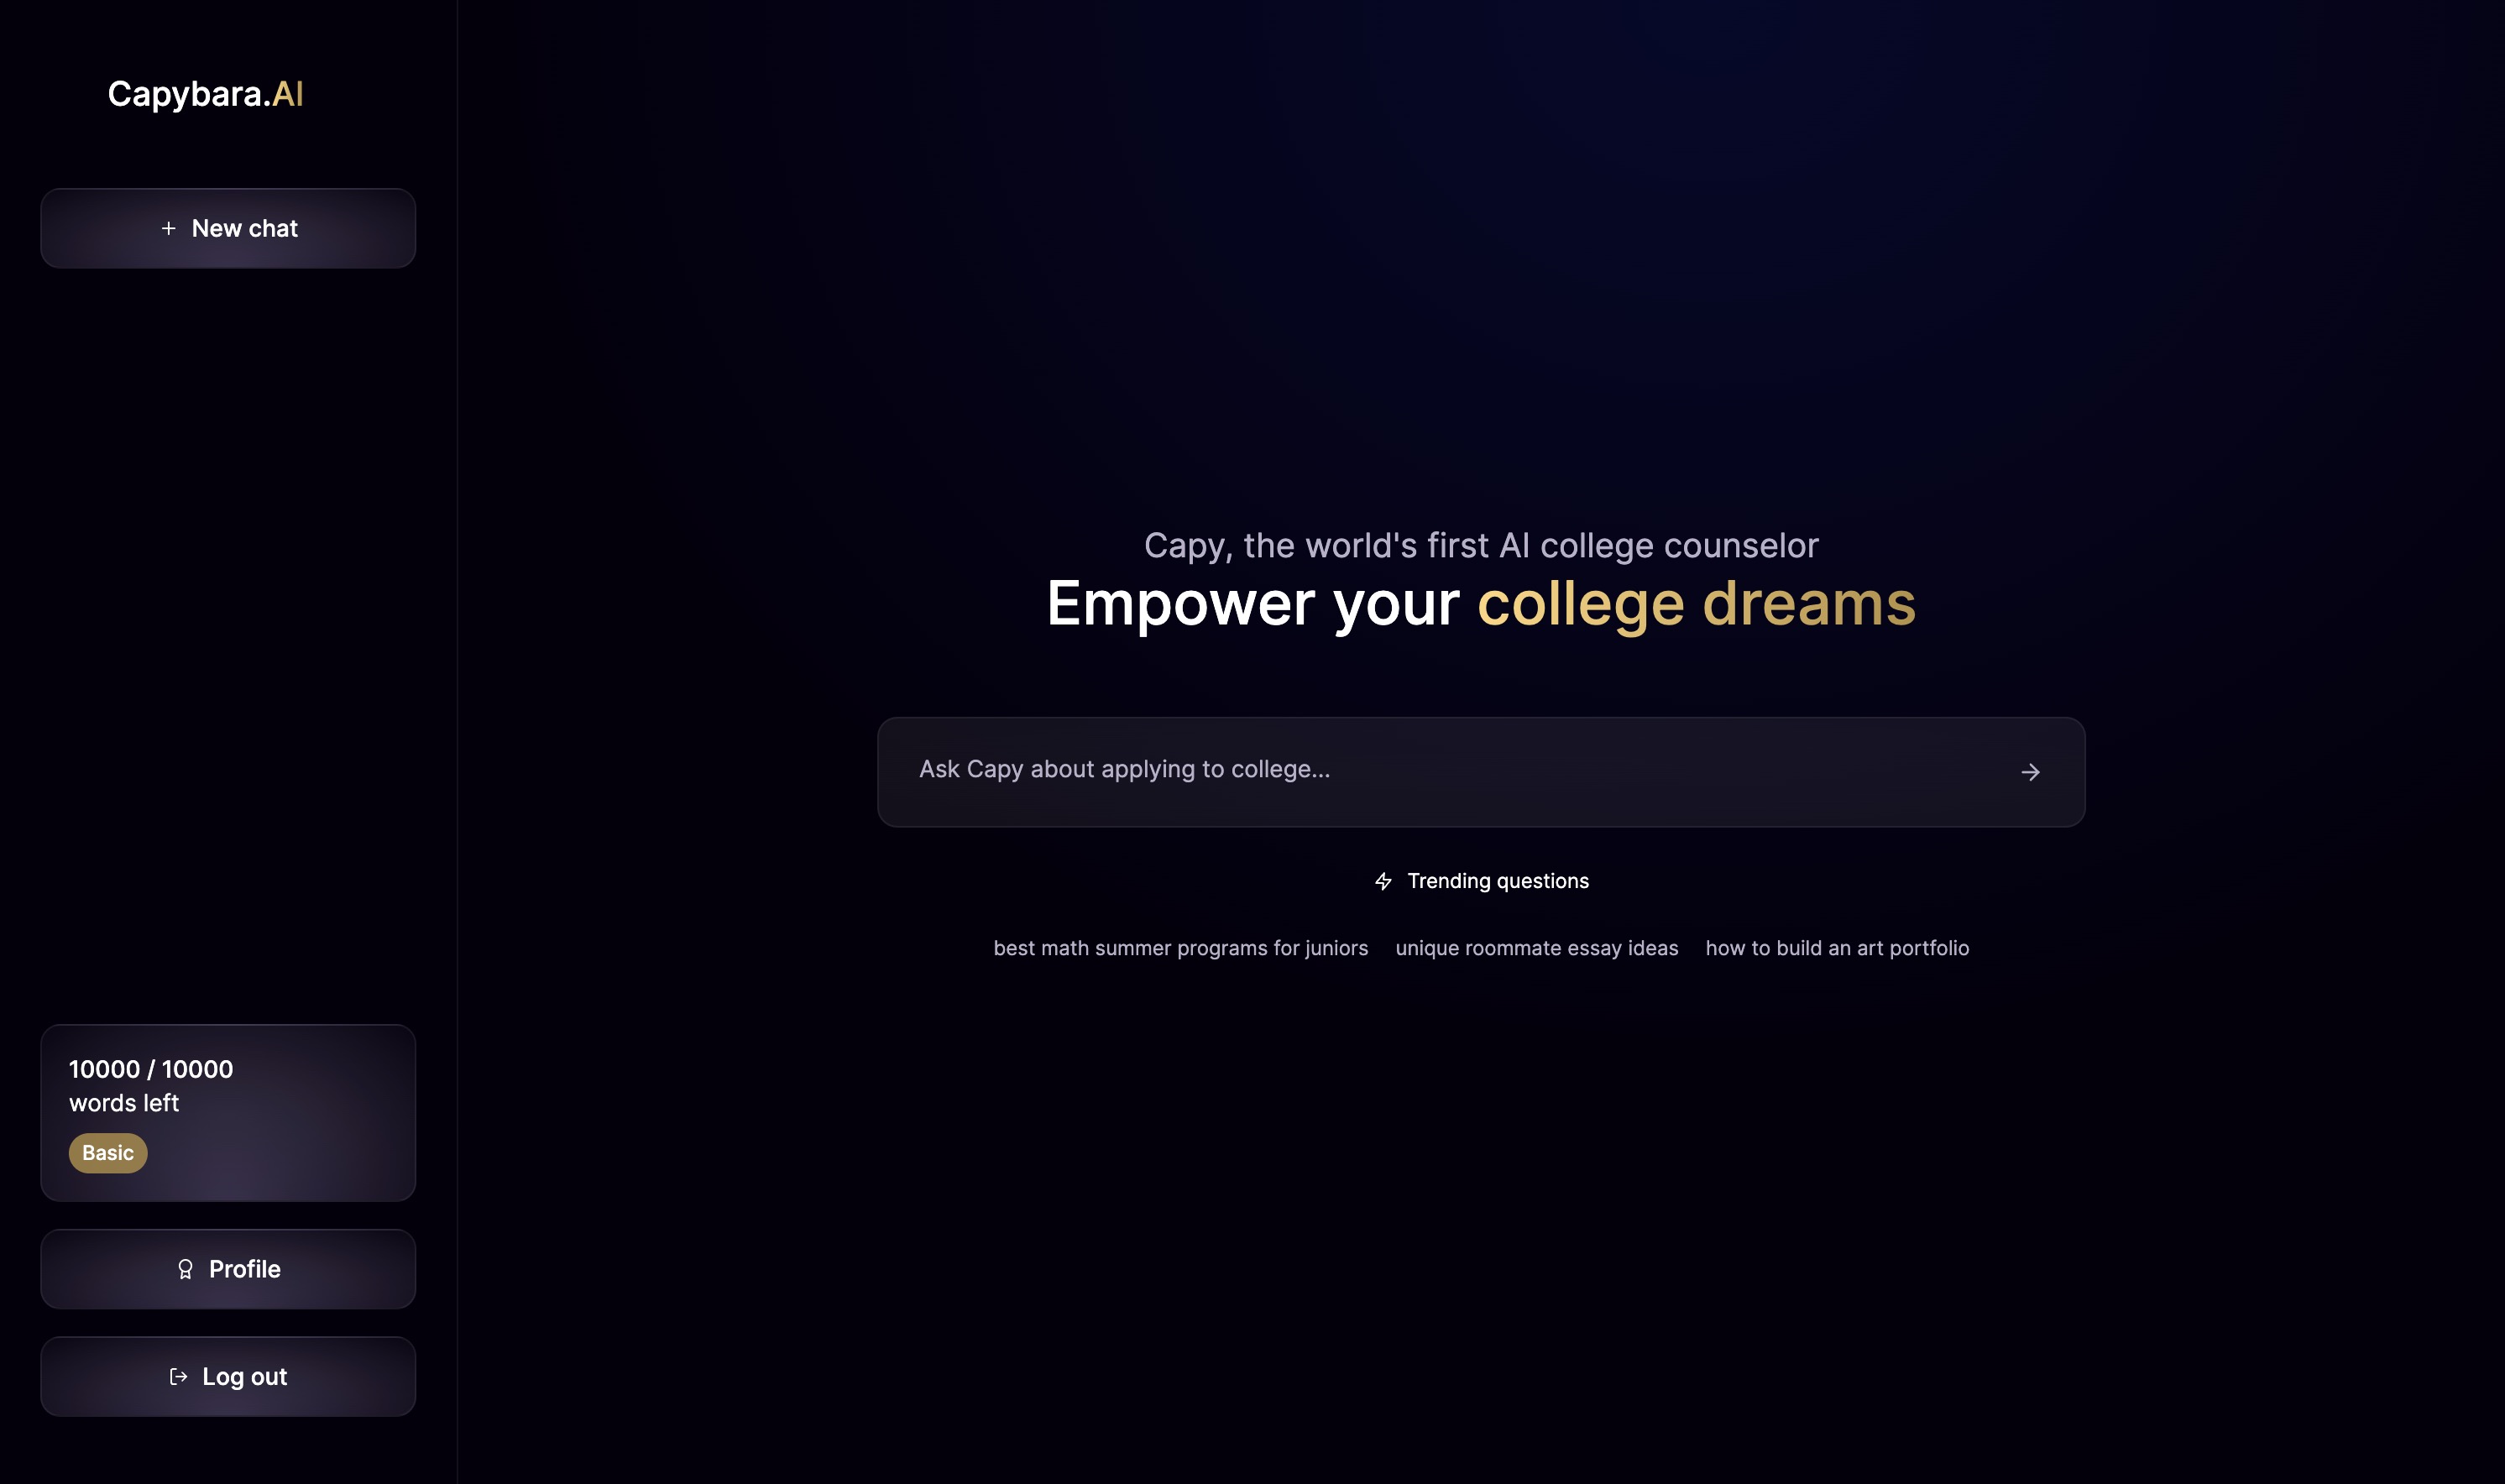 Capybara.AI
New chat
Capy, the world's first AI college counselor
Empower your college dreams
Ask Capy about applying to college...
Trending questions
best math summer programs for juniors unique roommate essay ideas how to build an art portfolio
10000 / 10000
words left
Basic
Profile
Log out